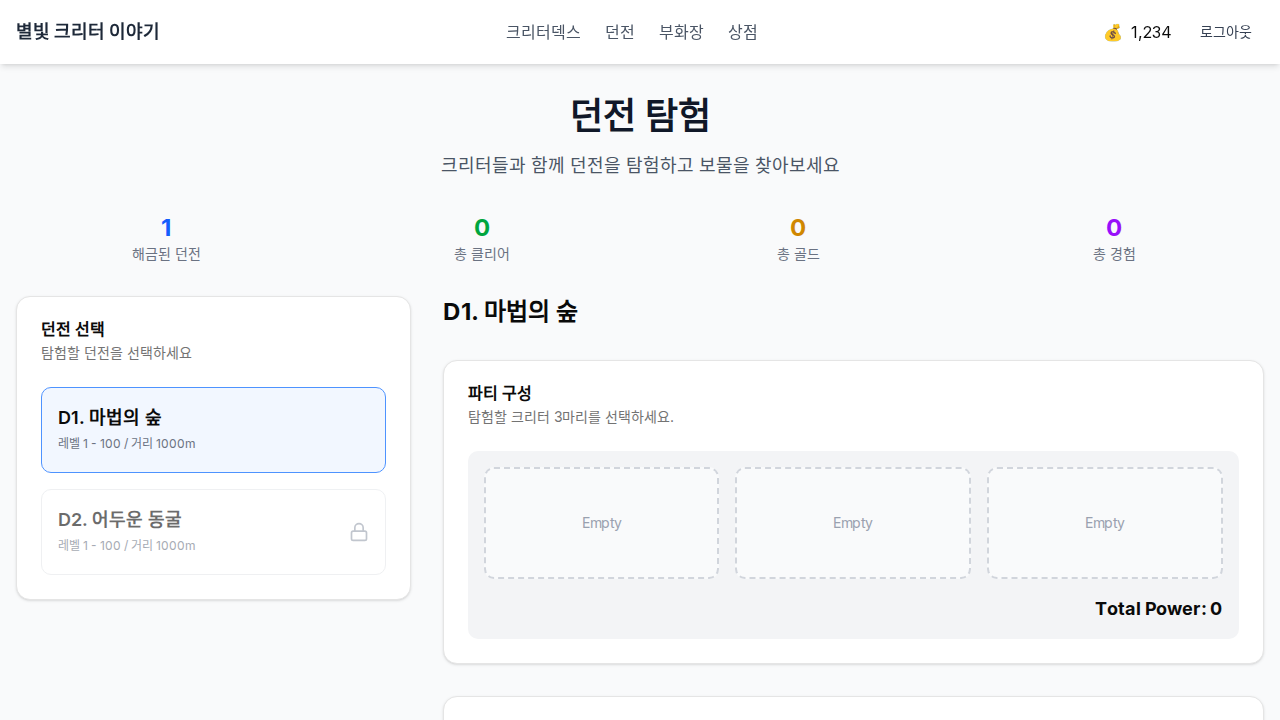 별빛 크리터 이야기
크리터덱스 던전 부화장 상점
💰 1,234 로그아웃
던전 탐험
크리터들과 함께 던전을 탐험하고 보물을 찾아보세요
1
해금된 던전
0
총 클리어
0
총 골드
0
총 경험
던전 선택
탐험할 던전을 선택하세요
D1. 마법의 숲
레벨 1 - 100 / 거리 1000m
D2. 어두운 동굴
레벨 1 - 100 / 거리 1000m
D1. 마법의 숲
파티 구성
탐험할 크리터 3마리를 선택하세요.
Empty Empty Empty
Total Power: 0